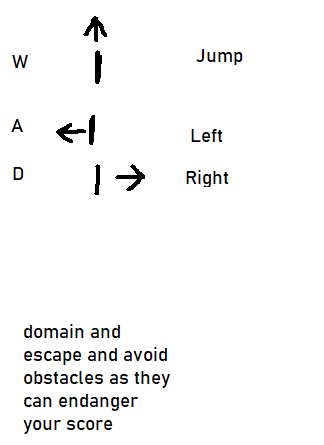 W Jump
A Left
D Right
domain and
escape and avoid
obstacles as they
can endanger
your score